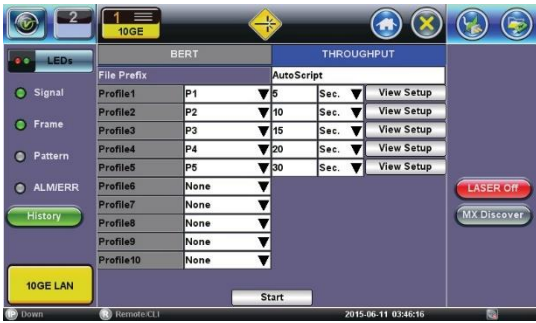 2
1
10GE
LEDs
BERT
THROUGHPUT
File Prefix AutoScript
Signal
Profile1 P1 5 Sec. View Setup
Profile2 P2 10 Sec. View Setup
Frame
Profile3 P3 15 Sec. View Setup
Profile4 P4 20 Sec. View Setup
Pattern
Profile5 P5 30 Sec. View Setup
ALM/ERR
Profile6 None
LASER Off
History
Profile7 None
MX Discover
Profile8 None
Profile9 None
Profile10 None
10GE LAN
Start
IP Down R Remote/CLI 2015-06-11 03:46:16